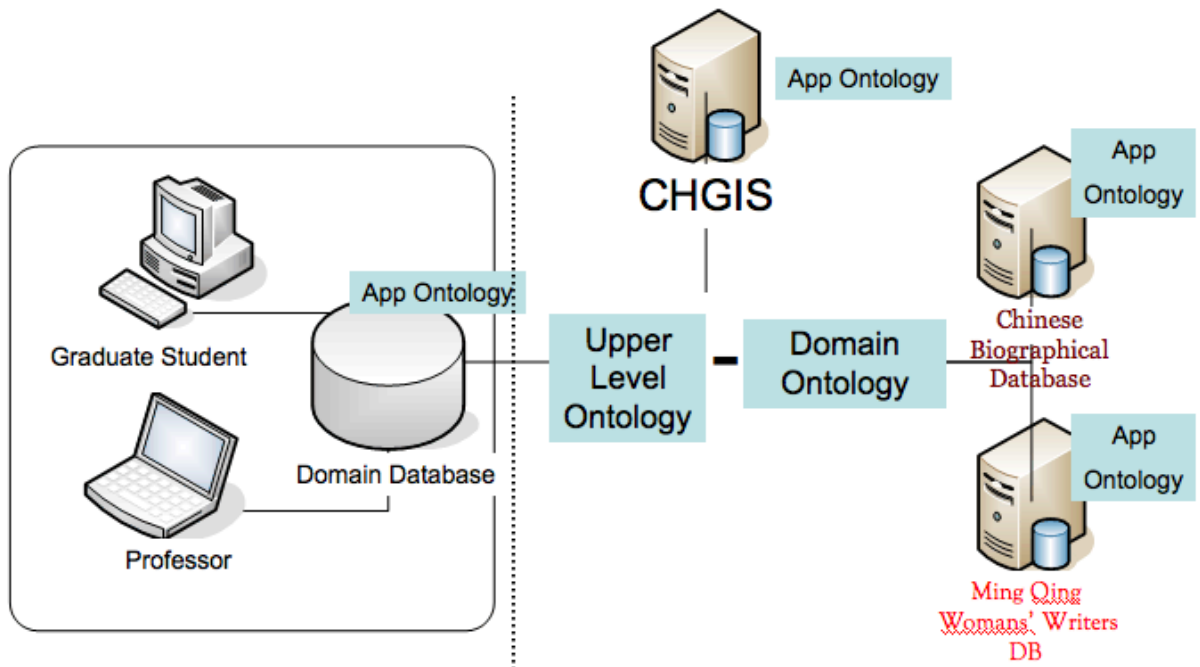 App Ontology
CHGIS
App
Ontology
App Ontology
Graduate Student
Upper
Level
Ontology
-
Domain
Ontology
Chinese
Biographical
Database
App
Ontology
Domain Database
Professor
Ming Qing
Womans' Writers
DB